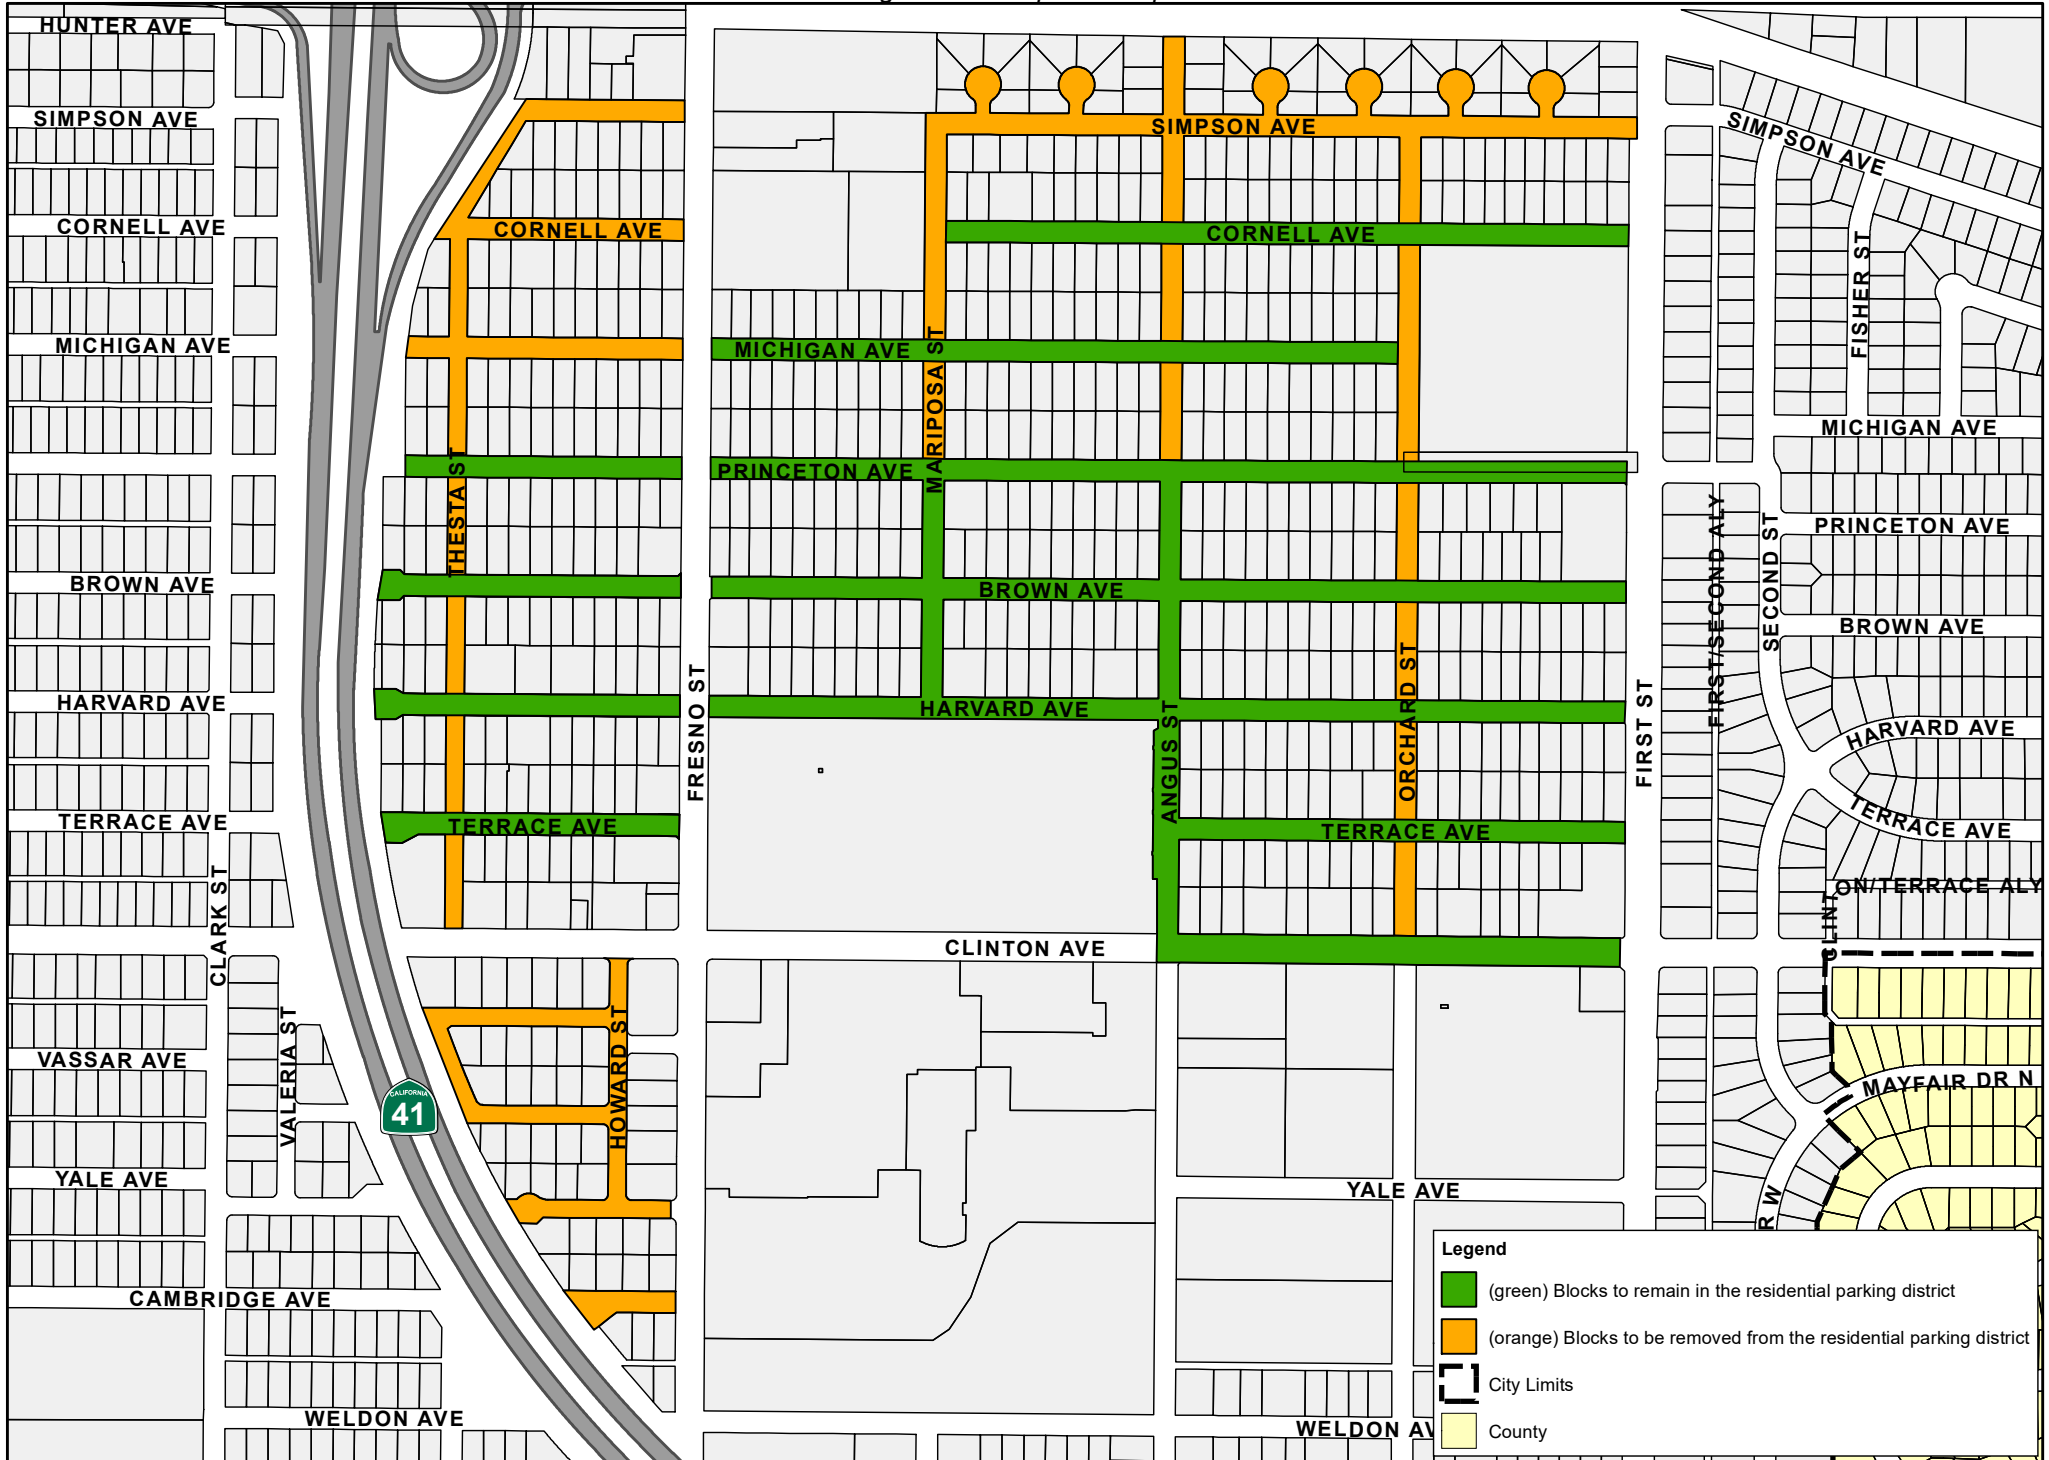 HUNTER AVE
SIMPSON AVE
SIMPSON AVE
SIMPSON AVE
CORNELL AVE
CORNELL AVE
CORNELL AVE
FISHER ST
MICHIGAN AVE
MICHIGAN AVE
MARIPOSA ST
MICHIGAN AVE
PRINCETON AVE
THESTA ST
PRINCETON AVE
FIRST/SECOND ALY
SECOND ST
BROWN AVE
BROWN AVE
BROWN AVE
HARVARD AVE
FRESNO ST
HARVARD AVE
ANGUS ST
ORCHARD ST
FIRST ST
HARVARD AVE
TERRACE AVE
TERRACE AVE
TERRACE AVE
TERRACE AVE
CLARK ST
CLINTON/TERRACE ALY
CLINTON AVE
VALERIA ST
HOWARD ST
VASSAR AVE
MAYFAIR DR N
CALIFORNIA
41
YALE AVE
YALE AVE
R W
CAMBRIDGE AVE
WELDON AVE
WELDON AV
Legend
(green) Blocks to remain in the residential parking district
(orange) Blocks to be removed from the residential parking district
City Limits
County